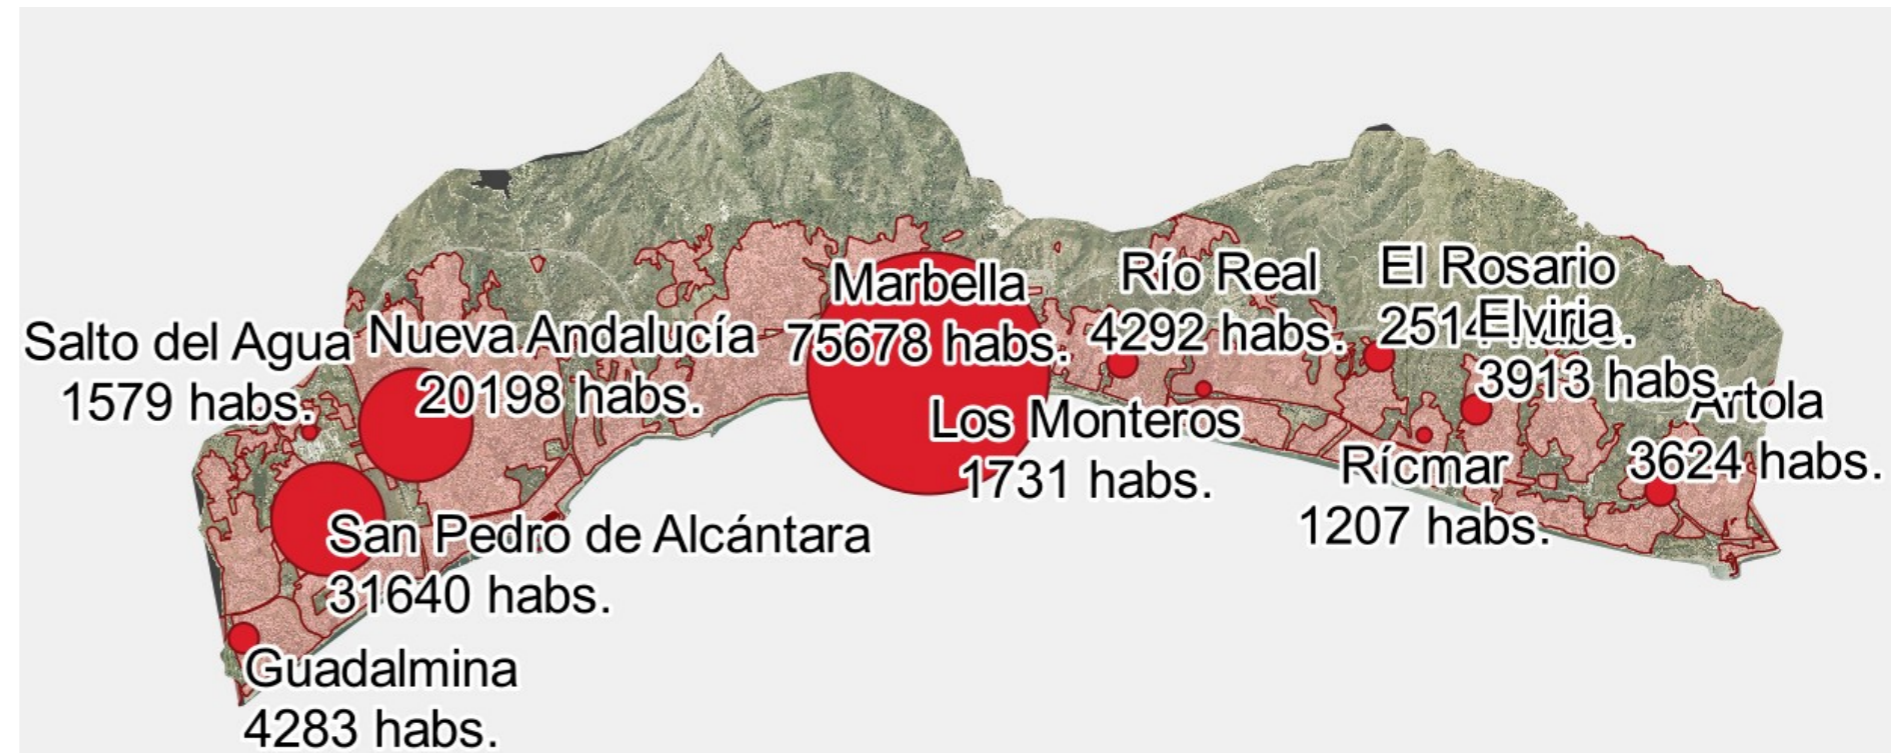 Marbella
75678 habs.
Río Real
4292 habs.
El Rosario
2514
Elviria
3913 habs.
Salto del Agua
1579 habs.
Nueva Andalucía
20198 habs.
Los Monteros
1731 habs.
Artola
3624 habs.
Rícmar
1207 habs.
San Pedro de Alcántara
31640 habs.
Guadalmina
4283 habs.